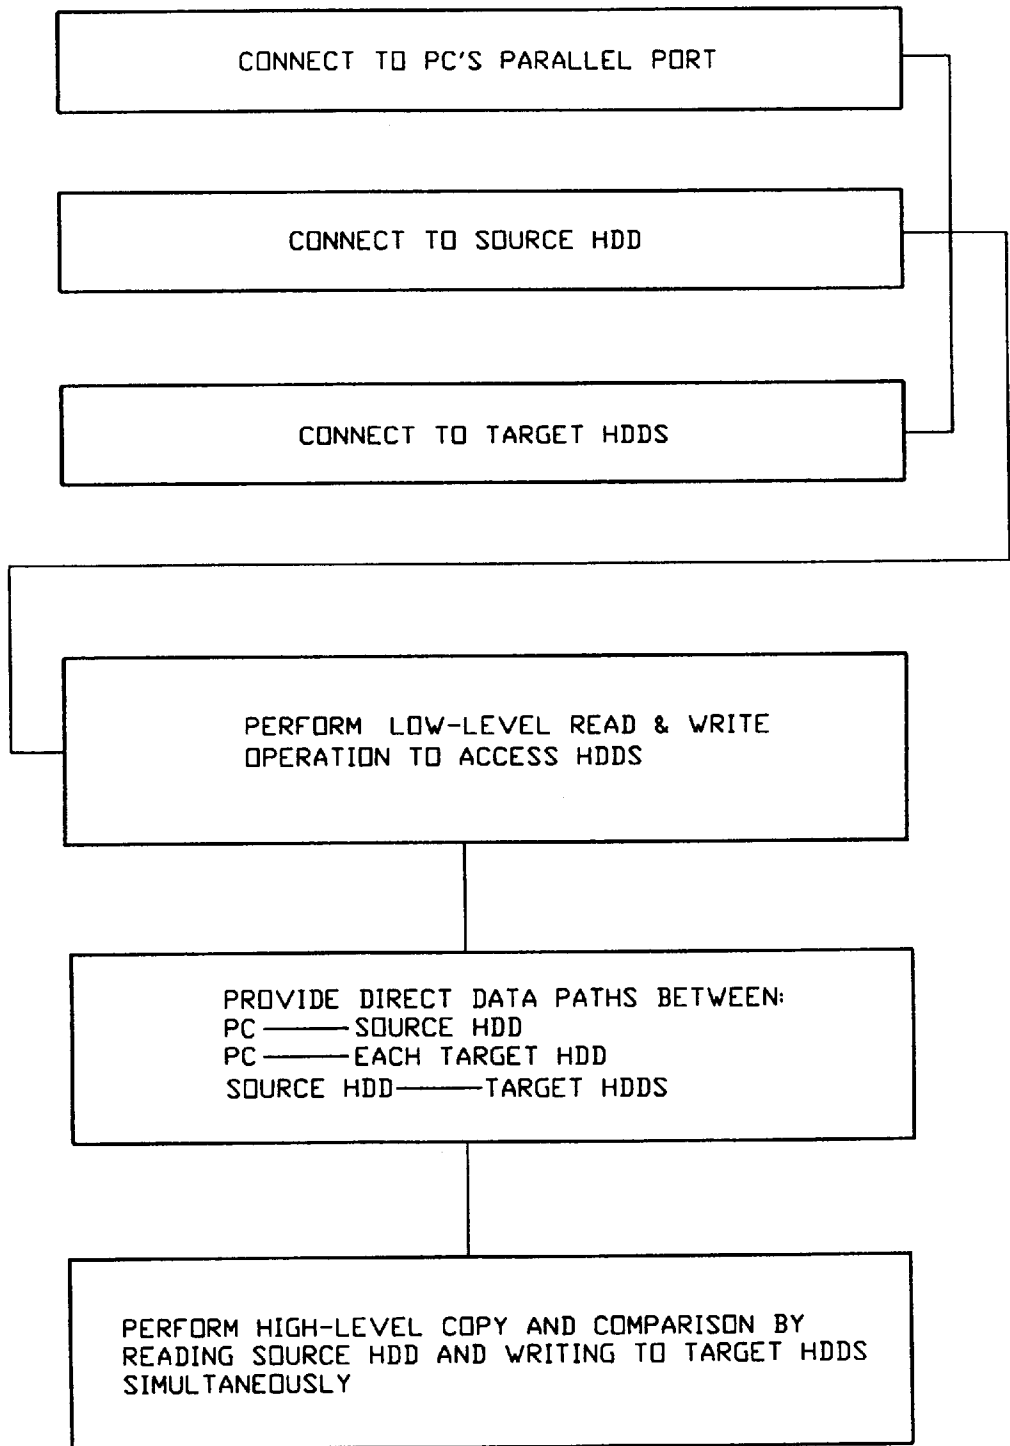 CONNECT TO PC'S PARALLEL PORT
CONNECT TO SOURCE HDD
CONNECT TO TARGET HDDS
PERFORM LOW-LEVEL READ & WRITE
OPERATION TO ACCESS HDDS
PROVIDE DIRECT DATA PATHS BETWEEN:
PC——SOURCE HDD
PC——EACH TARGET HDD
SOURCE HDD——TARGET HDDS
PERFORM HIGH-LEVEL COPY AND COMPARISON BY
READING SOURCE HDD AND WRITING TO TARGET HDDS
SIMULTANEOUSLY